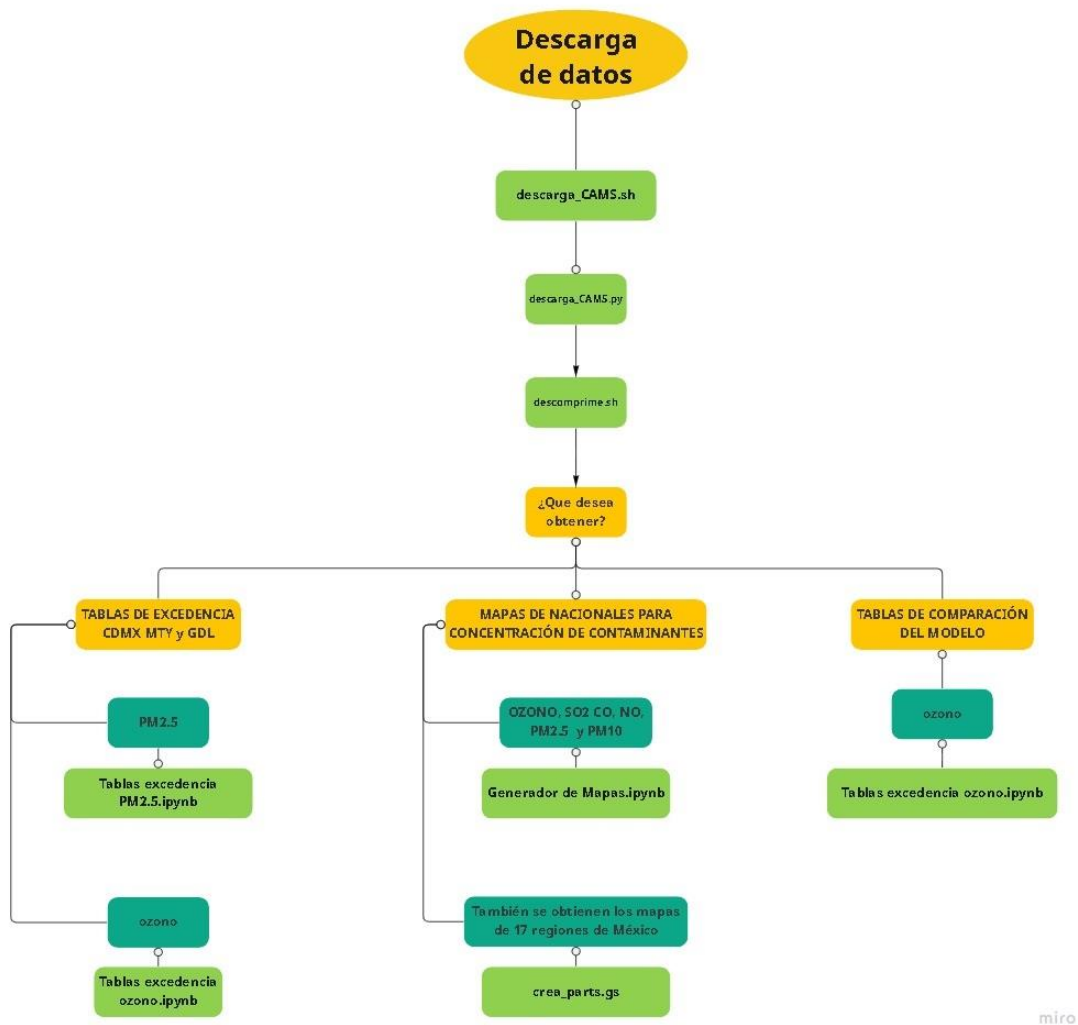 Descarga
de datos
descarga_CAMS.sh
descarga_CAMS.py
descomprime.sh
¿Que desea
obtener?
TABLAS DE EXCEDENCIA
CDMX MTY y GDL
PM2.5
Tablas excedencia
PM2.5.ipynb
ozono
Tablas excedencia
ozono.ipynb
MAPAS DE NACIONALES PARA
CONCENTRACIÓN DE CONTAMINANTES
OZONO, SO2 CO, NO,
PM2.5 y PM10
Generador de Mapas.ipynb
También se obtienen los mapas
de 17 regiones de México
crea_parts.gs
TABLAS DE COMPARACIÓN
DEL MODELO
ozono
Tablas excedencia ozono.ipynb
miro